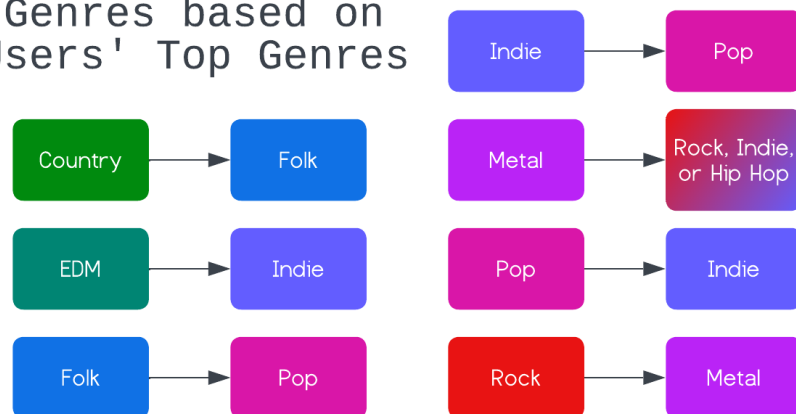 Genres based on
Users' Top Genres
Country
Folk
EDM
Indie
Folk
Pop
Indie
Pop
Metal
Rock, Indie,
or Hip Hop
Pop
Indie
Rock
Metal